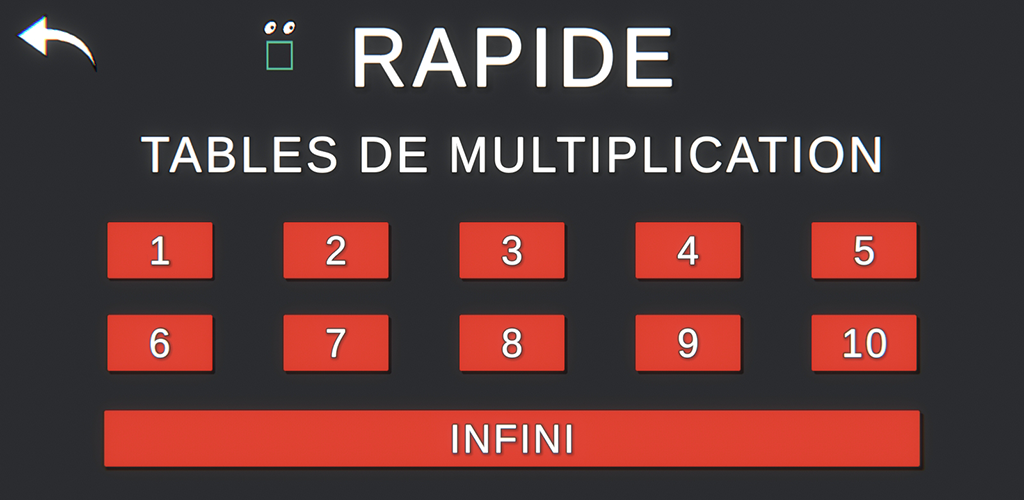 RAPIDE
TABLES DE MULTIPLICATION
1 2 3 4 5
6 7 8 9 10
INFINI